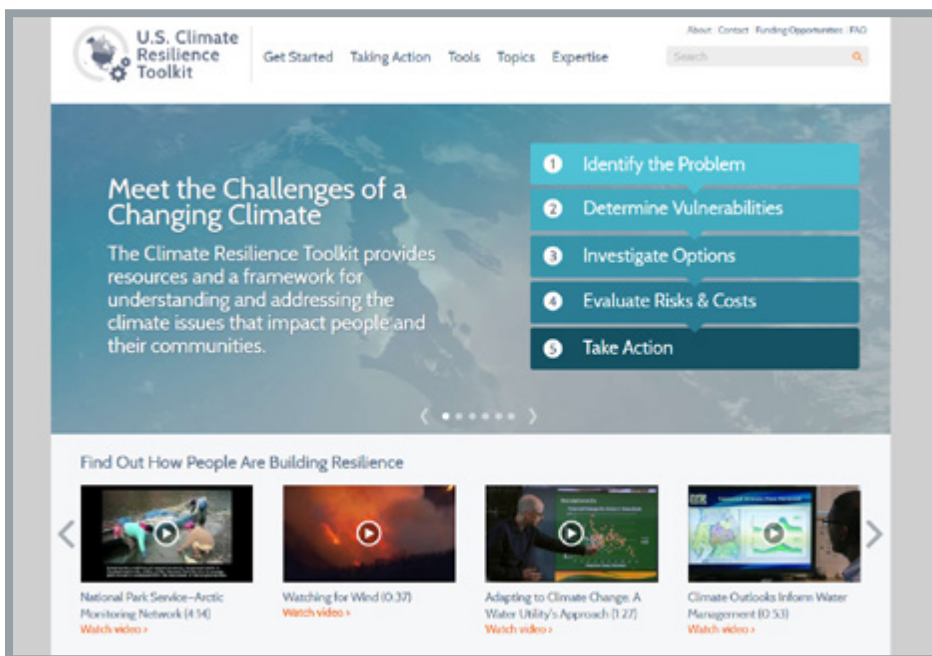 U.S. Climate
Resilience
Toolkit
About Contact Funding Opportunities FAQ
Get Started Taking Action Tools Topics Expertise
Search
Meet the Challenges of a
Changing Climate
The Climate Resilience Toolkit provides
resources and a framework for
understanding and addressing the
climate issues that impact people and
their communities.
1 Identify the Problem
2 Determine Vulnerabilities
3 Investigate Options
4 Evaluate Risks & Costs
5 Take Action
Find Out How People Are Building Resilience
National Park Service–Arctic
Monitoring Network (4:14)
Watch video ›
Watching for Wind (0:37)
Watch video ›
Adapting to Climate Change: A
Water Utility's Approach (1:27)
Watch video ›
Climate Outlooks Inform Water
Management (0:53)
Watch video ›